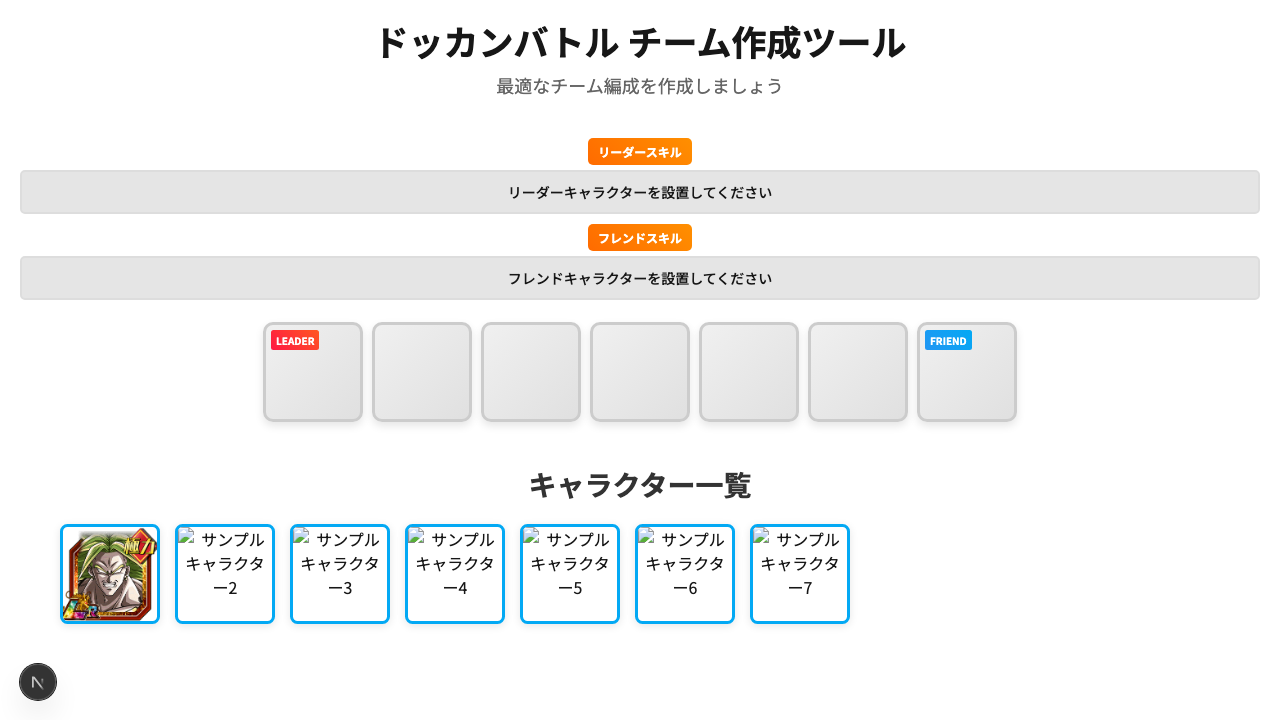 ドッカンバトル チーム作成ツール
最適なチーム編成を作成しましょう
リーダースキル
リーダーキャラクターを設置してください
フレンドスキル
フレンドキャラクターを設置してください
LEADER
FRIEND
キャラクター一覧
極力
LR
サンプル
キャラクタ
ー2
サンプル
キャラクタ
ー3
サンプル
キャラクタ
ー4
サンプル
キャラクタ
ー5
サンプル
キャラクタ
ー6
サンプル
キャラクタ
ー7
N